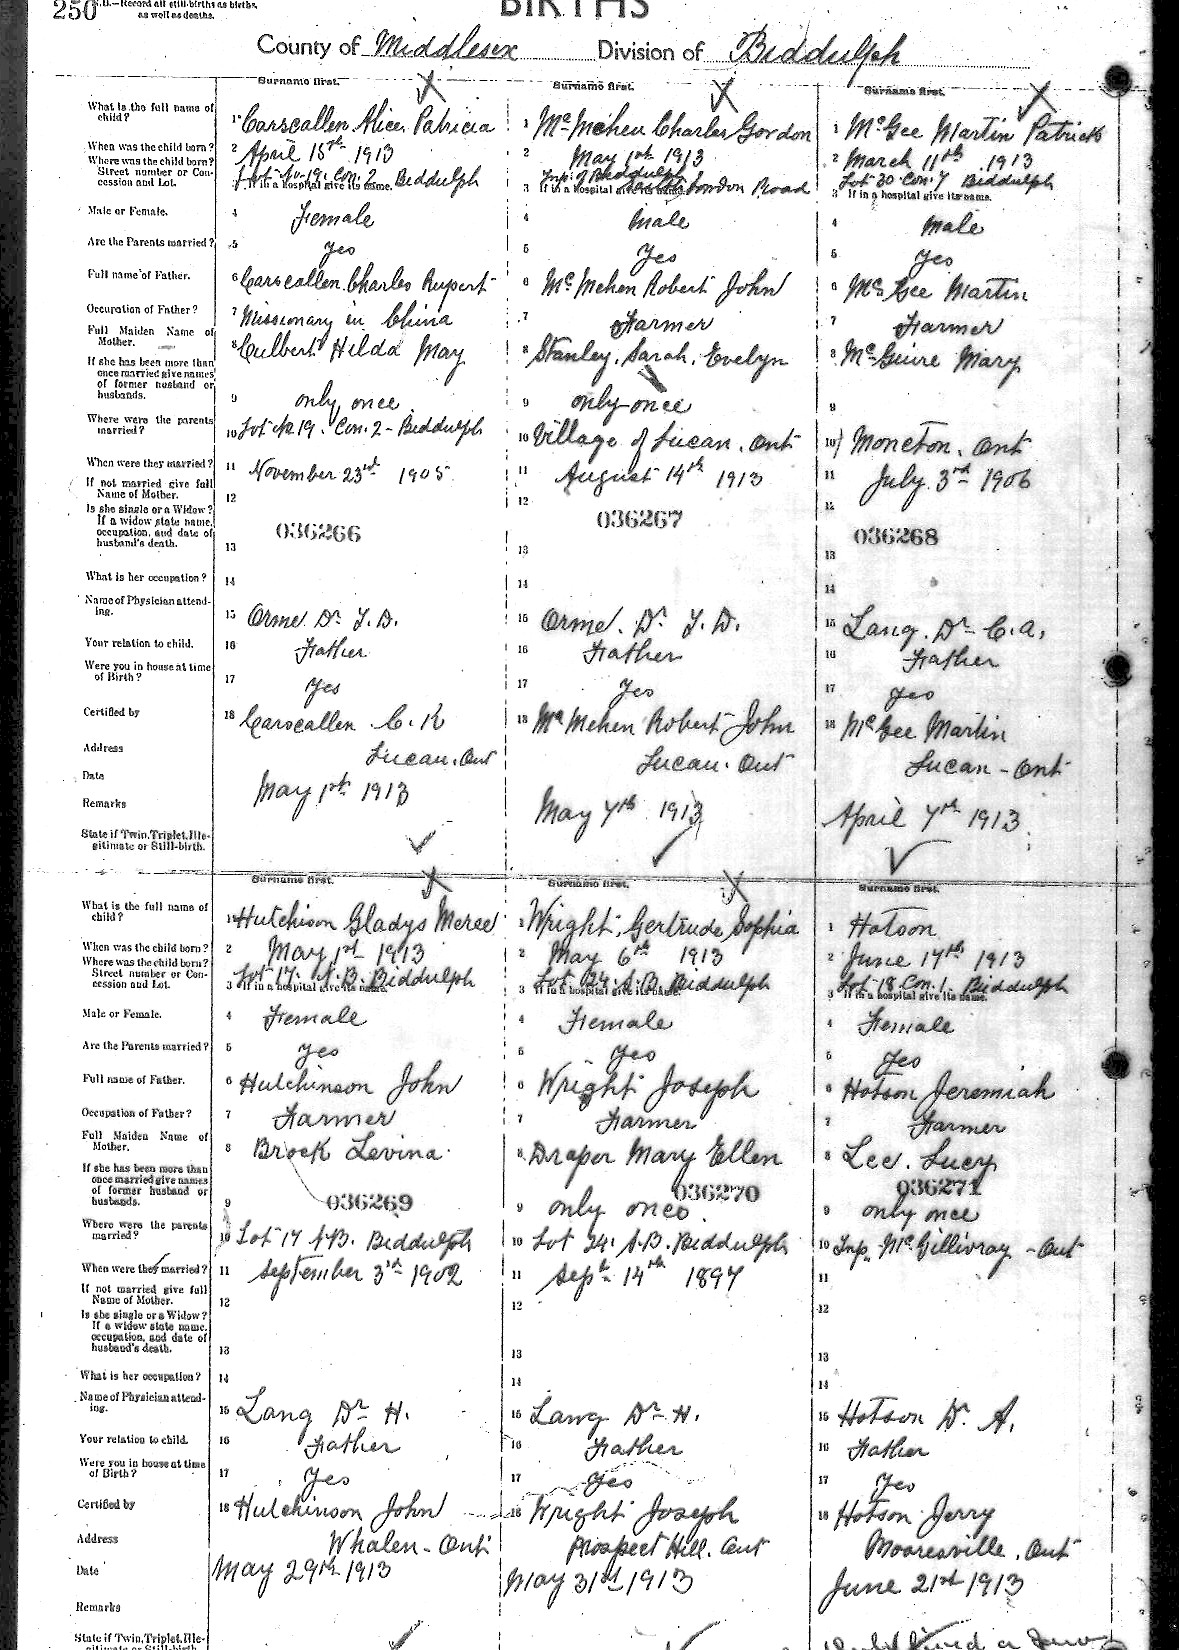 250
N.B.—Record all still-births as births,
as well as deaths.
BIRTHS
County of Middlesex Division of Biddulph
Surname first. Surname first. Surname first.
What is the full name of child? 1 Carscallen Alice Patricia 1 McMehen Charles Gordon 1 McGee Martin Patrick
When was the child born? 2 April 15th 1913 2 May 1st 1913 2 March 11th 1913
Where was the child born? Street number or Concession and Lot. 3 Lot No 19. Con. 2 Biddulph 3 Tnp. of Biddulph London Road 3 Lot 30 Con. 7 Biddulph
If in a hospital give its name. If in a hospital give its name. If in a hospital give its name.
Male or Female. 4 Female 4 Male 4 Male
Are the Parents married? 5 Yes 5 Yes 5 Yes
Full name of Father. 6 Carscallen Charles Rupert 6 McMehen Robert John 6 McGee Martin
Occupation of Father? 7 Missionary in China 7 Farmer 7 Farmer
Full Maiden Name of Mother. 8 Culbert Hilda May 8 Stanley, Sarah, Evelyn 8 McGuire Mary
If she has been more than once married give names of former husband or husbands. 9 only once 9 only once 9
Where were the parents married? 10 Lot No 19. Con. 2 - Biddulph 10 Village of Lucan, Ont 10 Moncton, Ont
When were they married? 11 November 23rd 1905 11 August 14th 1913 11 July 3rd 1906
If not married give full Name of Mother. 12 12 12
Is she single or a Widow? If a widow state name, occupation, and date of husband's death. 13 036266 13 036267 13 036268
What is her occupation? 14 14 14
Name of Physician attending. 15 Orme Dr T. D. 15 Orme. Dr T. D. 15 Lang. Dr C. A.
Your relation to child. 16 Father 16 Father 16 Father
Were you in house at time of Birth? 17 Yes 17 Yes 17 Yes
Certified by 18 Carscallen C. R 18 McMehen Robert John 18 McGee Martin
Address Lucan, Ont Lucan. Ont Lucan - Ont
Date May 1st 1913 May 7th 1913 April 7th 1913
Remarks
State if Twin, Triplet, Illegitimate or Still-birth.
Surname first. Surname first. Surname first.
What is the full name of child? 1 Hutchison Gladys 1 Wright, Gertrude Sophia 1 Hotson
When was the child born? 2 May 1st 1913 2 May 6th 1913 2 June 17th 1913
Where was the child born? Street number or Concession and Lot. 3 Lot 17. N. B. Biddulph 3 Lot 24. S. B. Biddulph 3 Lot 18 Con. 1. Biddulph
If in a hospital give its name. If in a hospital give its name. If in a hospital give its name.
Male or Female. 4 Female 4 Female 4 Female
Are the Parents married? 5 Yes 5 Yes 5 Yes
Full name of Father. 6 Hutchinson John 6 Wright Joseph 6 Hotson Jeremiah
Occupation of Father? 7 Farmer 7 Farmer 7 Farmer
Full Maiden Name of Mother. 8 Brock Levina 8 Draper Mary Ellen 8 Lee. Lucy
If she has been more than once married give names of former husband or husbands. 9 036269 9 only once 036270 9 only once 036271
Where were the parents married? 10 Lot 17 N.B. Biddulph 10 Lot 24. S.B. Biddulph 10 Tnp. McGillivray - Ont
When were they married? 11 September 3rd 1902 11 Sept 14th 1897 11
If not married give full Name of Mother. 12 12 12
Is she single or a Widow? If a widow state name, occupation, and date of husband's death. 13 13 13
What is her occupation? 14 14 14
Name of Physician attending. 15 Lang Dr H. 15 Lang Dr H. 15 Hotson Dr. A.
Your relation to child. 16 Father 16 Father 16 Father
Were you in house at time of Birth? 17 Yes 17 Yes 17 Yes
Certified by 18 Hutchinson John 18 Wright Joseph 18 Hotson Jerry
Address Whalen - Ont Prospect Hill. Ont Mooresville, Ont
Date May 29th 1913 May 31st 1913 June 21st 1913
Remarks
State if Twin, Triplet, Illegitimate or Still-birth.